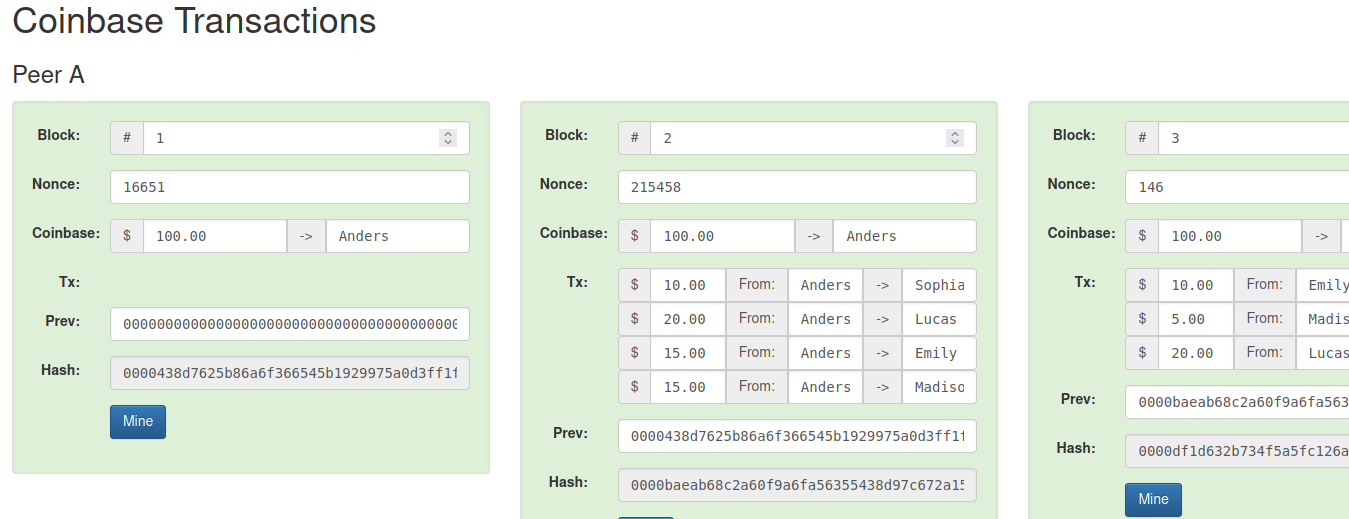 Coinbase Transactions
Peer A
Block: # 1
Nonce: 16651
Coinbase: $ 100.00 -> Anders
Tx:
Prev: 000000000000000000000000000000000000000000
Hash: 0000438d7625b86a6f366545b1929975a0d3ff1f
Mine
Block: # 2
Nonce: 215458
Coinbase: $ 100.00 -> Anders
Tx: $ 10.00 From: Anders -> Sophia
$ 20.00 From: Anders -> Lucas
$ 15.00 From: Anders -> Emily
$ 15.00 From: Anders -> Madiso
Prev: 0000438d7625b86a6f366545b1929975a0d3ff1f
Hash: 0000baeab68c2a60f9a6fa56355438d97c672a15
Block: # 3
Nonce: 146
Coinbase: $ 100.00 ->
Tx: $ 10.00 From: Emily
$ 5.00 From: Madis
$ 20.00 From: Lucas
Prev: 0000baeab68c2a60f9a6fa563
Hash: 0000df1d632b734f5a5fc126a
Mine